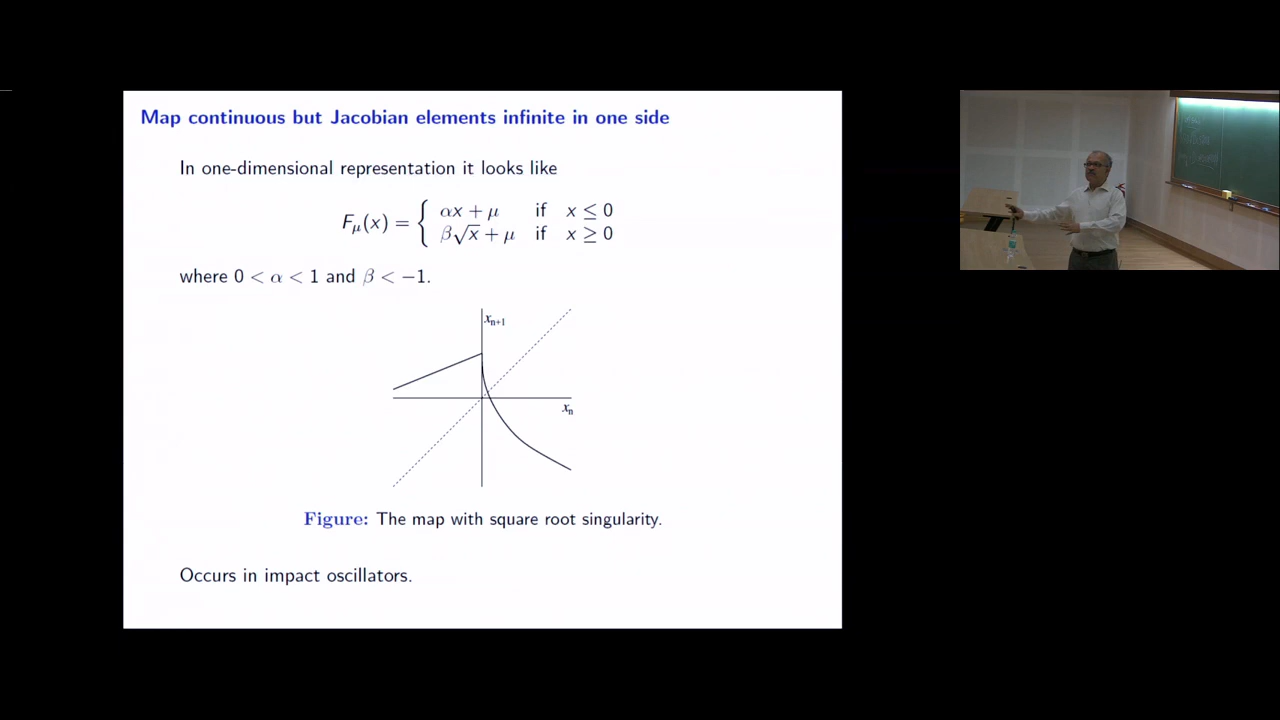 Map continuous but Jacobian elements infinite in one side
In one-dimensional representation it looks like
F_μ(x) = { αx + μ if x ≤ 0
β√x + μ if x ≥ 0
where 0 < α < 1 and β < −1.
x_{n+1}
x_n
Figure: The map with square root singularity.
Occurs in impact oscillators.